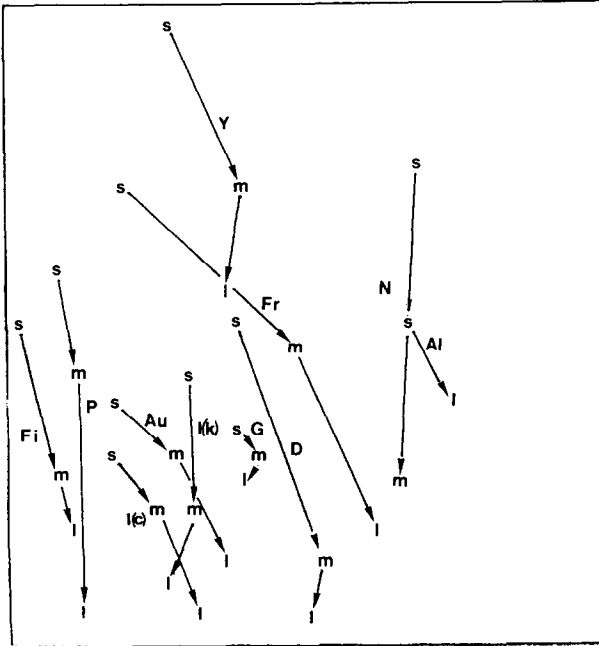 s
Y
s
s m
s
l
Fr
N
s
s s
m Al
m
s
P l
s Au l(k)
Fi s G
s m m D
m l m
l(c) m m
l l
l m
l
l l l